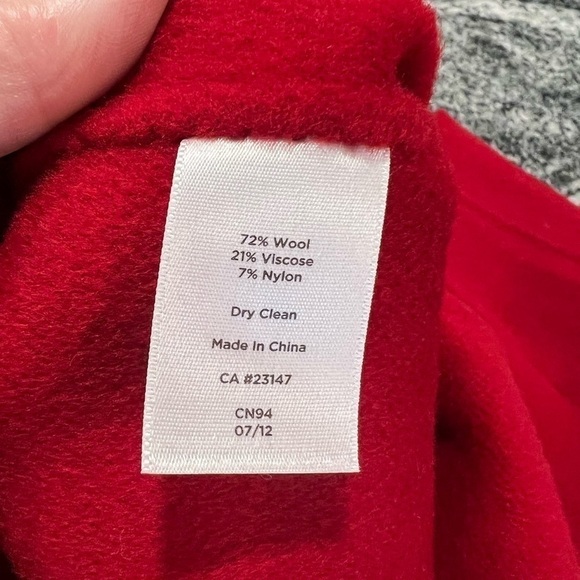 72% Wool
21% Viscose
7% Nylon
Dry Clean
Made In China
CA #23147
CN94
07/12